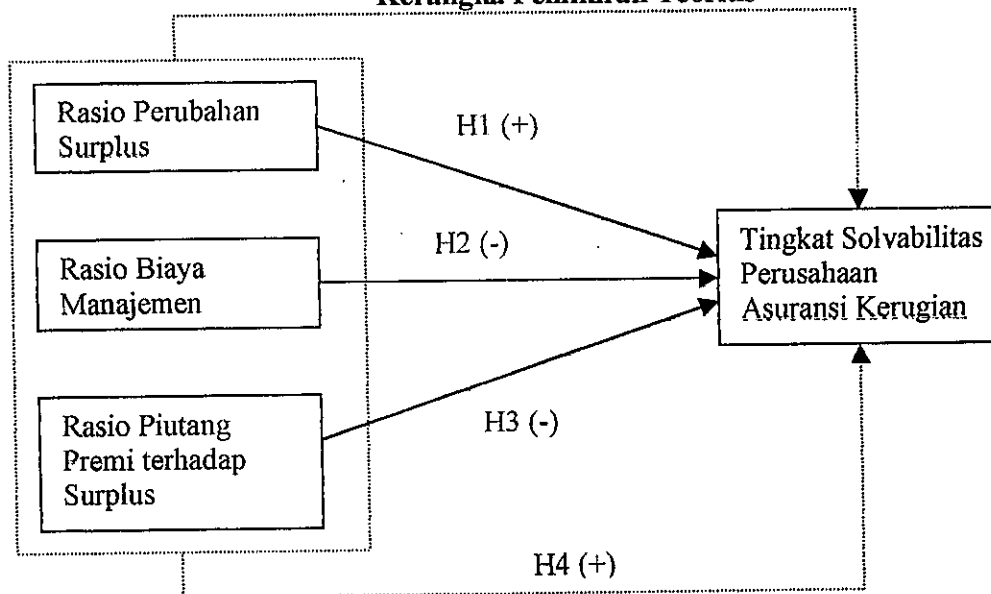 Rasio Perubahan
Surplus
H1 (+)
Rasio Biaya
Manajemen
H2 (-)
Tingkat Solvabilitas
Perusahaan
Asuransi Kerugian
Rasio Piutang
Premi terhadap
Surplus
H3 (-)
H4 (+)